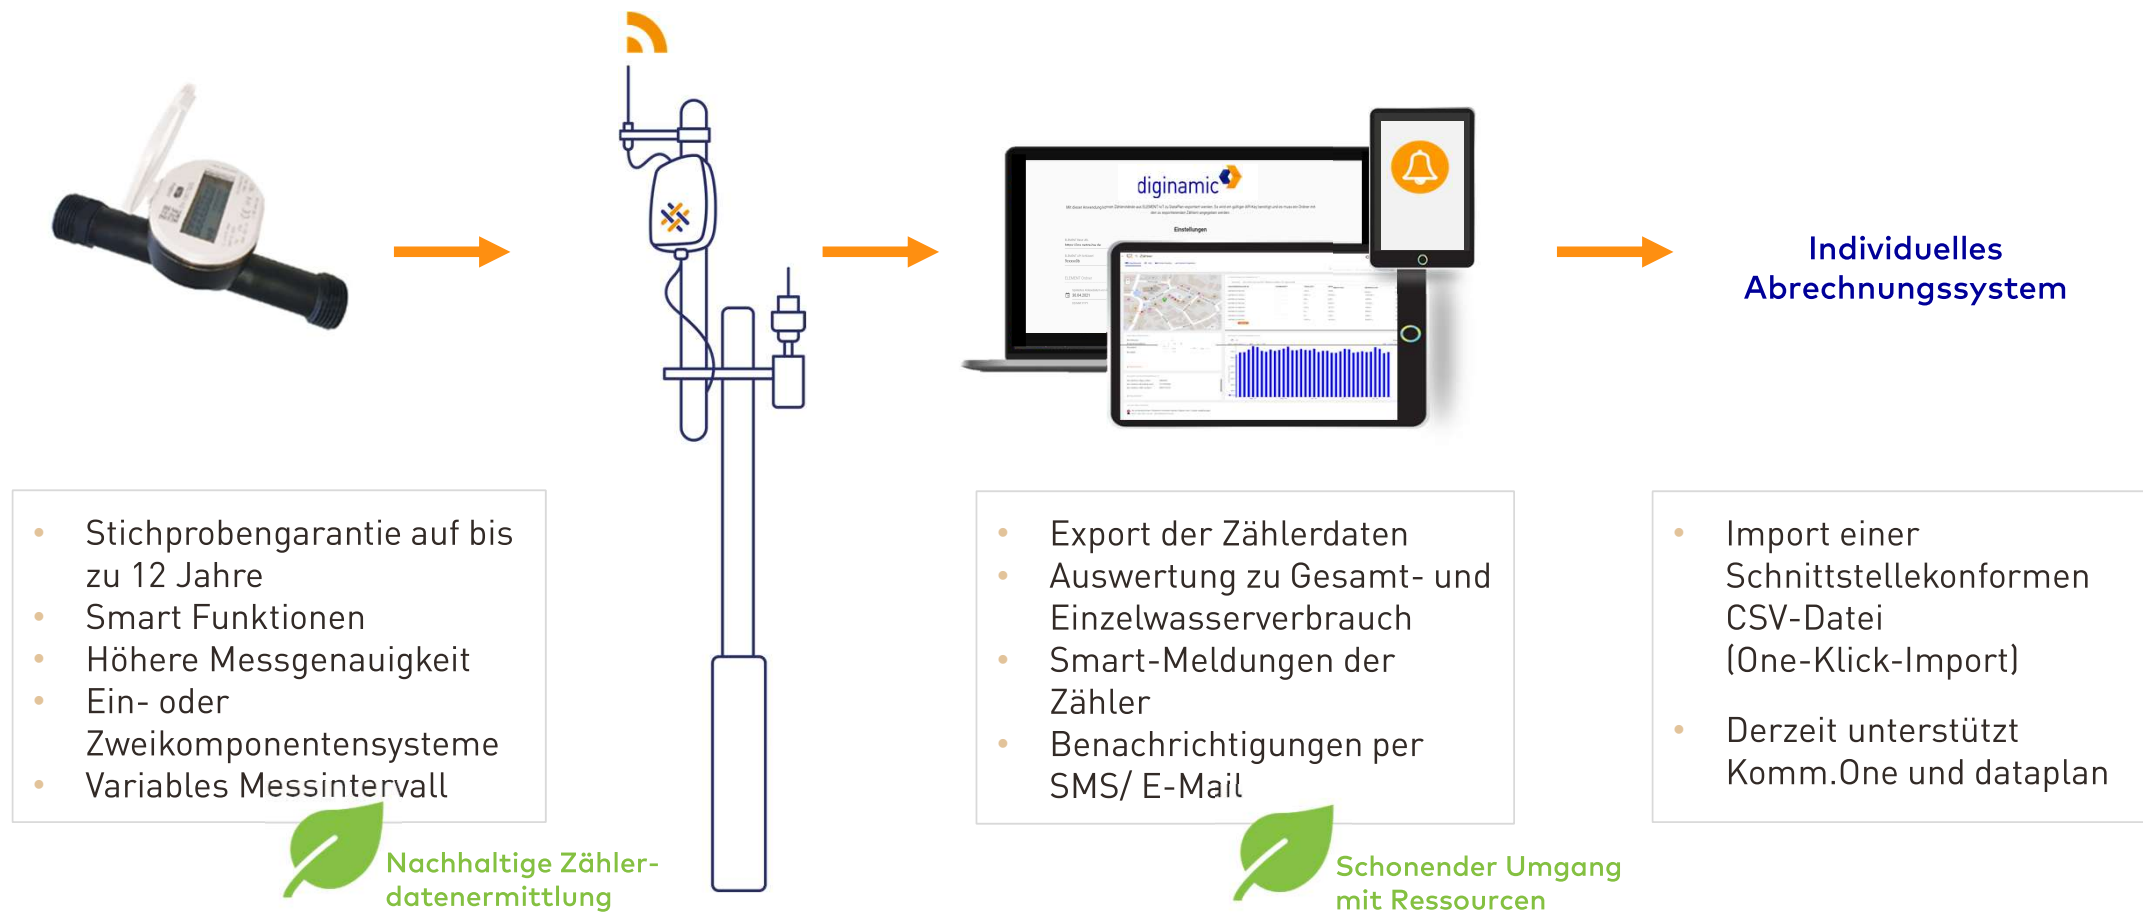 diginamic
Einstellungen
Individuelles
Abrechnungssystem
• Stichprobengarantie auf bis
zu 12 Jahre
• Smart Funktionen
• Höhere Messgenauigkeit
• Ein- oder
Zweikomponentensysteme
• Variables Messintervall
Nachhaltige Zähler-
datenermittlung
• Export der Zählerdaten
• Auswertung zu Gesamt- und
Einzelwasserverbrauch
• Smart-Meldungen der
Zähler
• Benachrichtigungen per
SMS/ E-Mail
Schonender Umgang
mit Ressourcen
• Import einer
Schnittstellekonformen
CSV-Datei
(One-Klick-Import)
• Derzeit unterstützt
Komm.One und dataplan